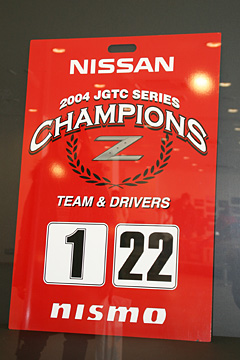 NISSAN
2004 JGTC SERIES
CHAMPIONS
Z
TEAM & DRIVERS
1 22
nismo